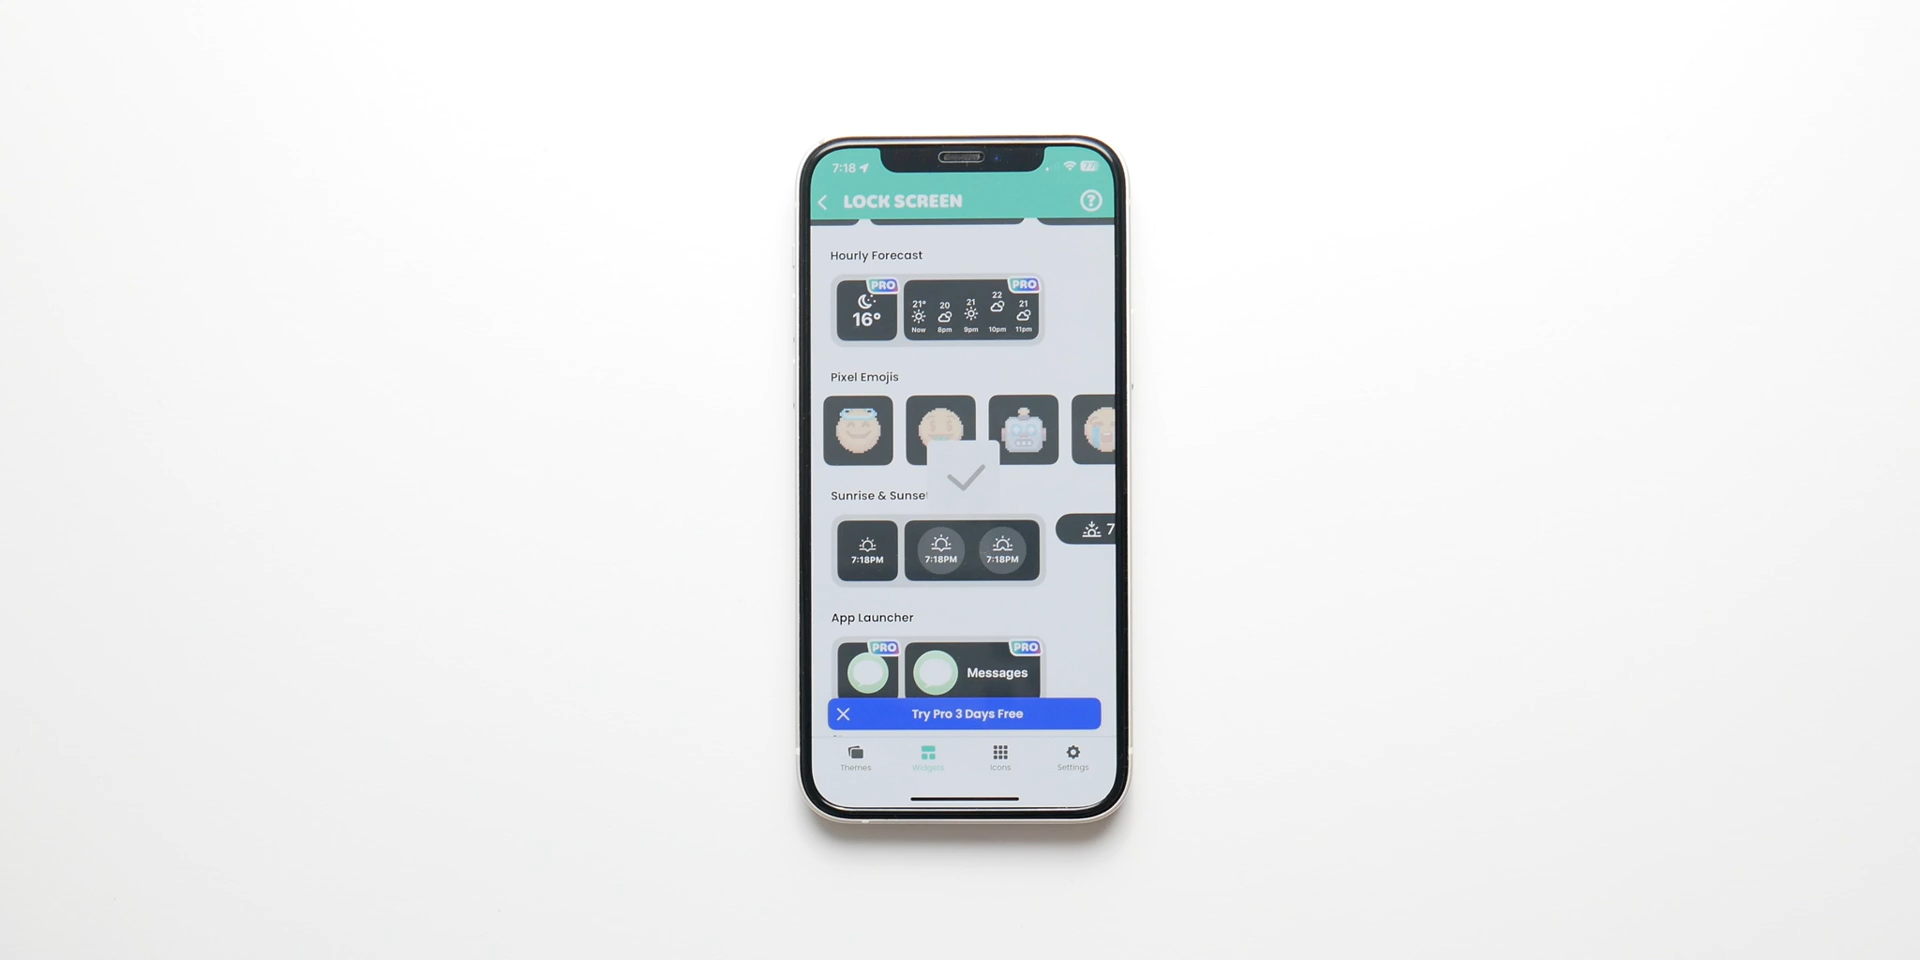 7:18
77
LOCK SCREEN
?
Hourly Forecast
PRO
PRO
16°
21° 20 21 22 21
Now 8pm 9pm 10pm 11pm
Pixel Emojis
Sunrise & Sunset
7
7:18PM
7:18PM
7:18PM
App Launcher
PRO
PRO
Messages
Try Pro 3 Days Free
Themes
Widgets
Icons
Settings